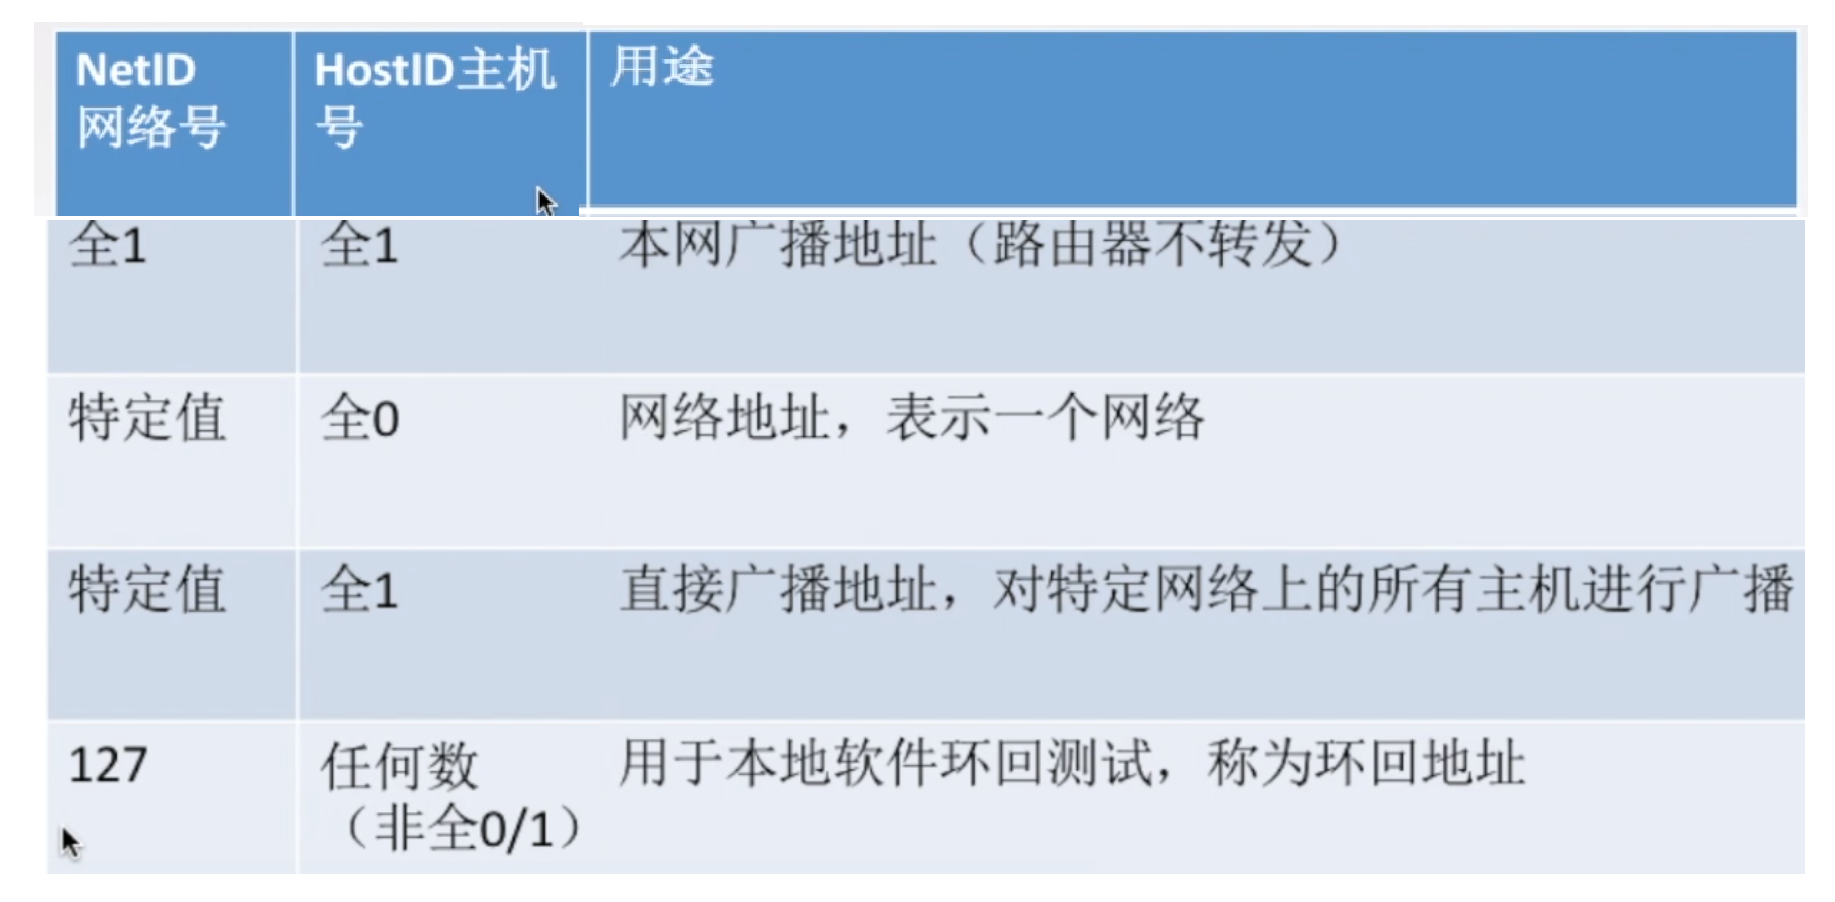 NetID
网络号
HostID主机
号
用途
全1
全1
本网广播地址（路由器不转发）
特定值
全0
网络地址，表示一个网络
特定值
全1
直接广播地址，对特定网络上的所有主机进行广播
127
任何数
（非全0/1）
用于本地软件环回测试，称为环回地址